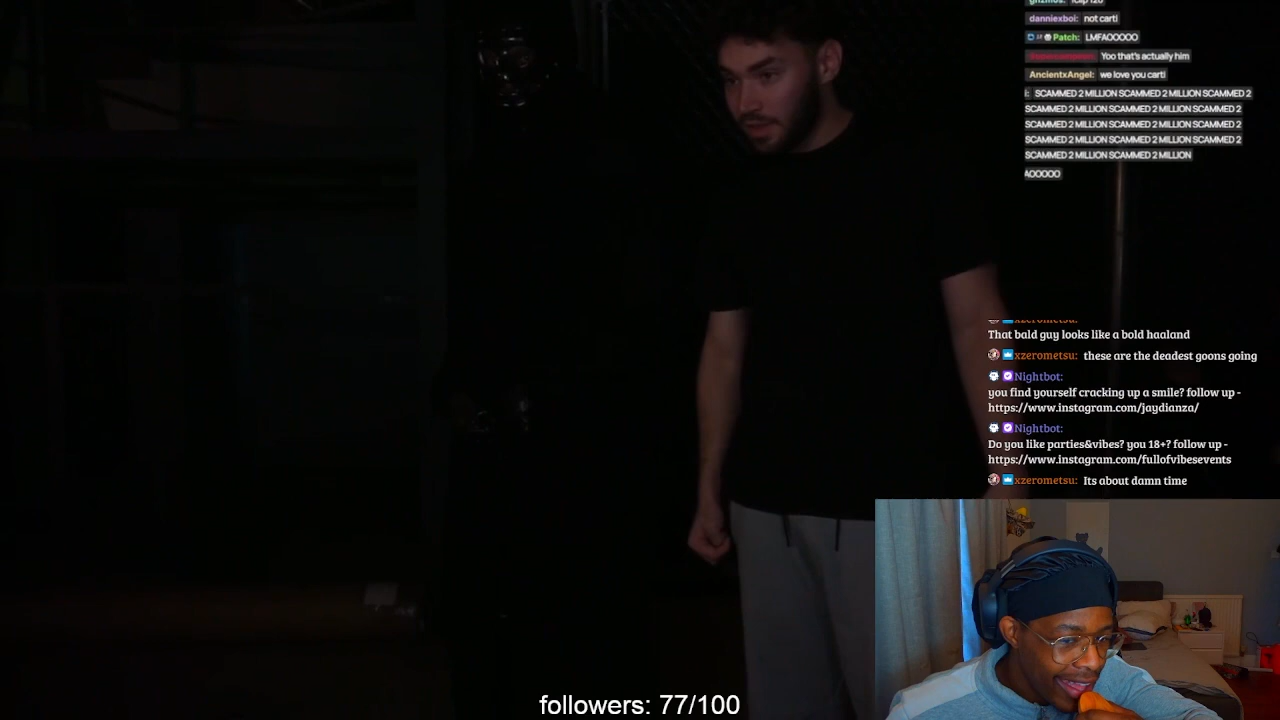 danniexboi: not carti
Patch: LMFAOOOOO
Yoo that's actually him
AncientxAngel: we love you carti
SCAMMED 2 MILLION SCAMMED 2 MILLION SCAMMED 2
SCAMMED 2 MILLION SCAMMED 2 MILLION SCAMMED 2
SCAMMED 2 MILLION SCAMMED 2 MILLION SCAMMED 2
SCAMMED 2 MILLION SCAMMED 2 MILLION SCAMMED 2
SCAMMED 2 MILLION SCAMMED 2 MILLION
AOOOOO
xzerometsu:
That bald guy looks like a bold haaland
xzerometsu: these are the deadest goons going
Nightbot:
you find yourself cracking up a smile? follow up -
https://www.instagram.com/jaydianza/
Nightbot:
Do you like parties&vibes? you 18+? follow up -
https://www.instagram.com/fullofvibesevents
xzerometsu: Its about damn time
followers: 77/100